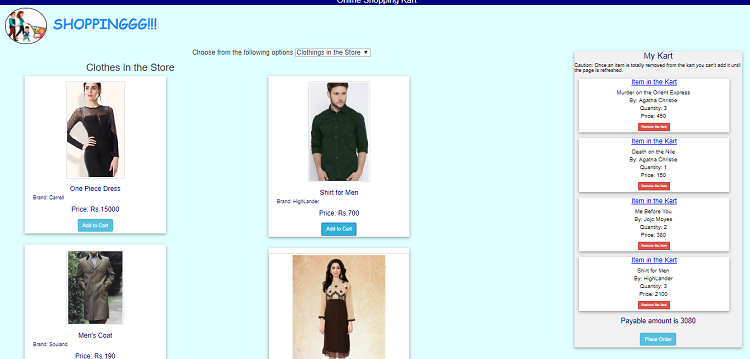 Online Shopping Kart
SHOPPINGGG!!!
Choose from the following options Clothings in the Store
Clothes in the Store
One Piece Dress
Brand: Carrell
Price: Rs.15000
Add to Cart
Shirt for Men
Brand: HighLander
Price: Rs.700
Add to Cart
Men's Coat
Brand: Souland
Price: Rs.190
My Kart
Caution: Once an item is totally removed from the kart you can't add it until
the page is refreshed.
Item in the Kart
Murder on the Orient Express
By: Agatha Christie
Quantity: 3
Price: 450
Remove the item
Item in the Kart
Death on the Nile
By: Agatha Christie
Quantity: 1
Price: 150
Remove the item
Item in the Kart
Me Before You
By: Jojo Moyes
Quantity: 2
Price: 380
Remove the item
Item in the Kart
Shirt for Men
By: HighLander
Quantity: 3
Price: 2100
Remove the item
Payable amount is 3080
Place Order